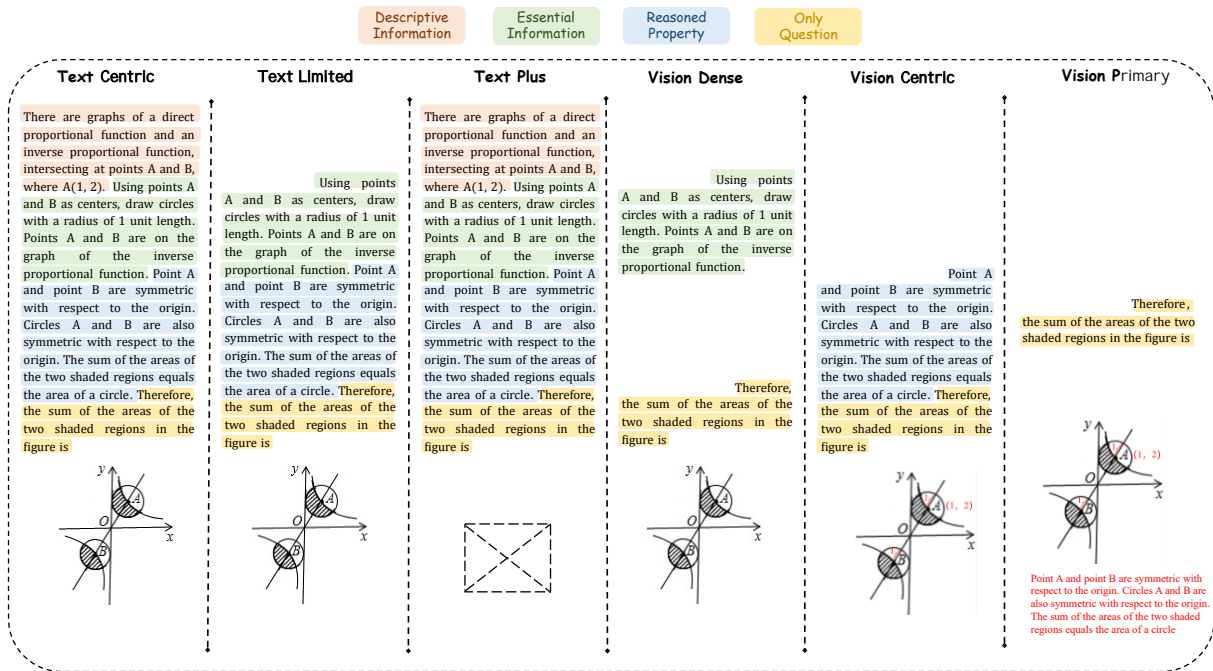 Descriptive
Information
Essential
Information
Reasoned
Property
Only
Question
Text Centric
There are graphs of a direct
proportional function and an
inverse proportional function,
intersecting at points A and B,
where A(1, 2). Using points A
and B as centers, draw circles
with a radius of 1 unit length.
Points A and B are on the
graph of the inverse
proportional function. Point A
and point B are symmetric
with respect to the origin.
Circles A and B are also
symmetric with respect to the
origin. The sum of the areas of
the two shaded regions equals
the area of a circle. Therefore,
the sum of the areas of the
two shaded regions in the
figure is
y
A
O
x
B
Text Limited
Using points
A and B as centers, draw
circles with a radius of 1 unit
length. Points A and B are on
the graph of the inverse
proportional function. Point A
and point B are symmetric
with respect to the origin.
Circles A and B are also
symmetric with respect to the
origin. The sum of the areas of
the two shaded regions equals
the area of a circle. Therefore,
the sum of the areas of the
two shaded regions in the
figure is
y
A
O
x
B
Text Plus
There are graphs of a direct
proportional function and an
inverse proportional function,
intersecting at points A and B,
where A(1, 2). Using points A
and B as centers, draw circles
with a radius of 1 unit length.
Points A and B are on the
graph of the inverse
proportional function. Point A
and point B are symmetric
with respect to the origin.
Circles A and B are also
symmetric with respect to the
origin. The sum of the areas of
the two shaded regions equals
the area of a circle. Therefore,
the sum of the areas of the
two shaded regions in the
figure is
Vision Dense
Using points
A and B as centers, draw
circles with a radius of 1 unit
length. Points A and B are on
the graph of the inverse
proportional function.
Therefore,
the sum of the areas of the
two shaded regions in the
figure is
y
A
O
x
B
Vision Centric
Point A
and point B are symmetric
with respect to the origin.
Circles A and B are also
symmetric with respect to the
origin. The sum of the areas of
the two shaded regions equals
the area of a circle. Therefore,
the sum of the areas of the
two shaded regions in the
figure is
y
1
A (1, 2)
O
x
1
B
Vision Primary
Therefore,
the sum of the areas of the two
shaded regions in the figure is
y
1
A (1, 2)
O
x
1
B
Point A and point B are symmetric with
respect to the origin. Circles A and B are
also symmetric with respect to the origin.
The sum of the areas of the two shaded
regions equals the area of a circle